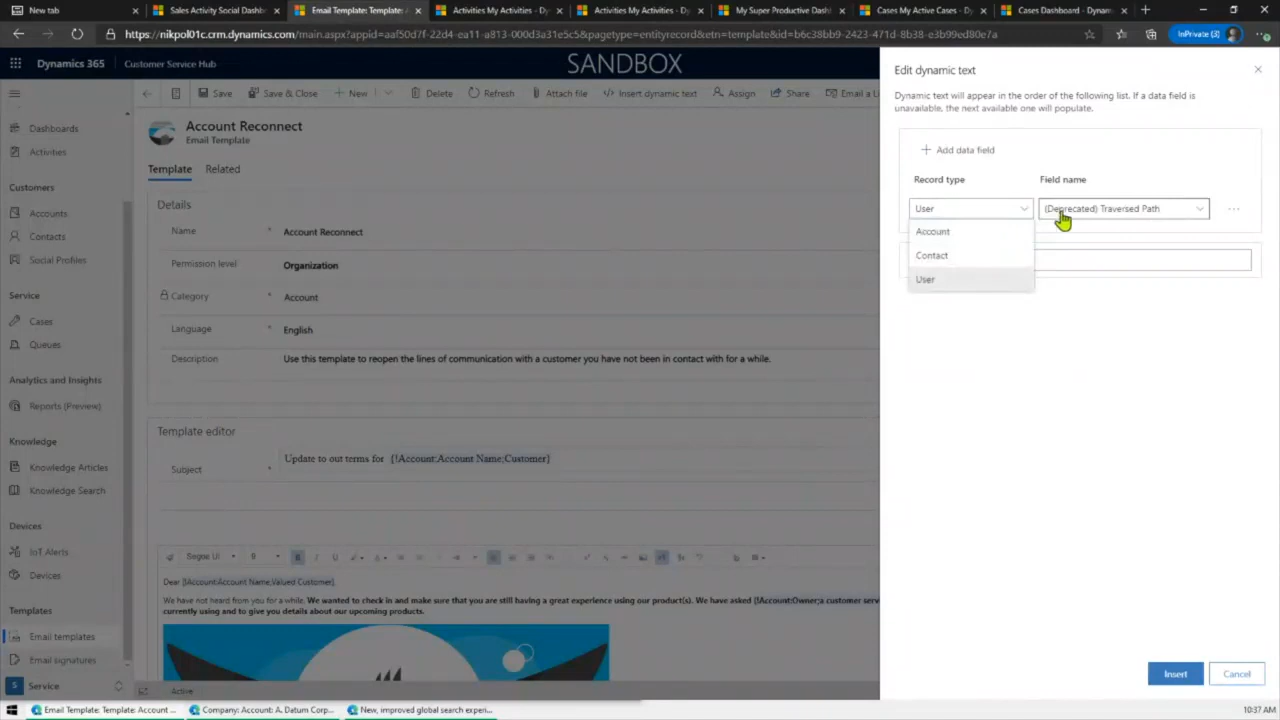 New tab
Sales Activity Social Dashbo
Email Template: Template: A
Activities My Activities - Dyn
Activities My Activities - Dyn
My Super Productive Dashb
Cases My Active Cases - Dyn
Cases Dashboard - Dynamic
https://nikpol01c.crm.dynamics.com/main.aspx?appid=aaf50d7f-22d4-ea11-a813-000d3a31e5c5&pagetype=entityrecord&etn=template&id=b6c38bb9-2423-471d-8b38-e3b99ed80e7a
InPrivate (3)
Dynamics 365
Customer Service Hub
SANDBOX
Save
Save & Close
New
Delete
Refresh
Attach file
Insert dynamic text
Assign
Share
Email a Li
Dashboards
Activities
Customers
Accounts
Contacts
Social Profiles
Service
Cases
Queues
Analytics and Insights
Reports (Preview)
Knowledge
Knowledge Articles
Knowledge Search
Devices
IoT Alerts
Devices
Templates
Email templates
Email signatures
S Service
Account Reconnect
Email Template
Template
Related
Details
Name * Account Reconnect
Permission level Organization
Category * Account
Language * English
Description Use this template to reopen the lines of communication with a customer you have not been in contact with for a while.
Template editor
Subject * Update to out terms for {!Account:Account Name;Customer}
Segoe UI 9 B I U
Dear {!Account:Account Name;Valued Customer},
We have not heard from you for a while. We wanted to check in and make sure that you are still having a great experience using our product(s). We have asked {!Account:Owner;a customer serv
currently using and to give you details about our upcoming products.
Active
Edit dynamic text
Dynamic text will appear in the order of the following list. If a data field is
unavailable, the next available one will populate.
Add data field
Record type
Field name
User
(Deprecated) Traversed Path
Account
Contact
User
Insert
Cancel
Email Template: Template: Account ...
Company: Account: A. Datum Corp...
New, improved global search experi...
10:37 AM